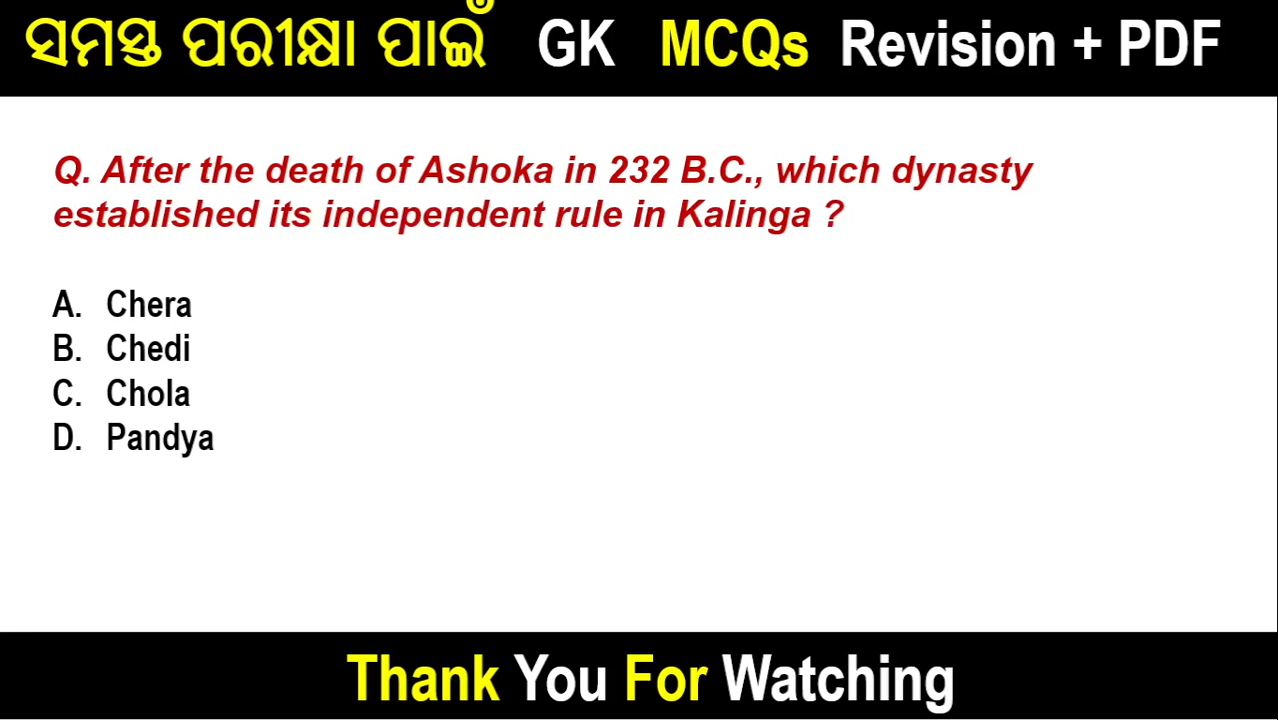 ସମସ୍ତ ପରୀକ୍ଷା ପାଇଁ GK MCQs Revision + PDF
Q. After the death of Ashoka in 232 B.C., which dynasty
established its independent rule in Kalinga ?
A. Chera
B. Chedi
C. Chola
D. Pandya
Thank You For Watching